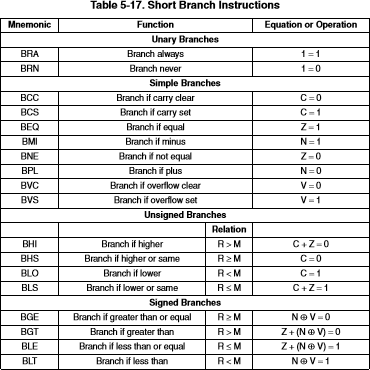 Table 5-17. Short Branch Instructions
Mnemonic Function Equation or Operation
Unary Branches
BRA Branch always 1 = 1
BRN Branch never 1 = 0
Simple Branches
BCC Branch if carry clear C = 0
BCS Branch if carry set C = 1
BEQ Branch if equal Z = 1
BMI Branch if minus N = 1
BNE Branch if not equal Z = 0
BPL Branch if plus N = 0
BVC Branch if overflow clear V = 0
BVS Branch if overflow set V = 1
Unsigned Branches
Relation
BHI Branch if higher R > M C + Z = 0
BHS Branch if higher or same R ≥ M C = 0
BLO Branch if lower R < M C = 1
BLS Branch if lower or same R ≤ M C + Z = 1
Signed Branches
BGE Branch if greater than or equal R ≥ M N ⊕ V = 0
BGT Branch if greater than R > M Z + (N ⊕ V) = 0
BLE Branch if less than or equal R ≤ M Z + (N ⊕ V) = 1
BLT Branch if less than R < M N ⊕ V = 1